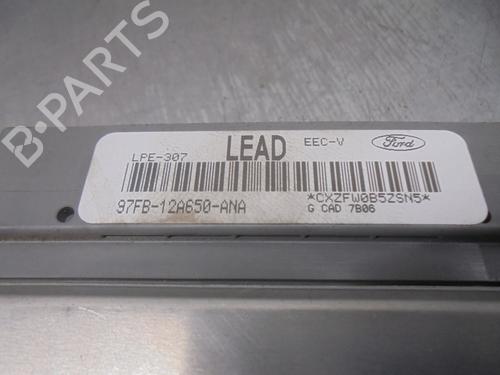 B-PARTS
LPE-307 LEAD EEC-V Ford
97FB-12A650-ANA *CXZFW0B5ZSN5*
G CAD 7B06